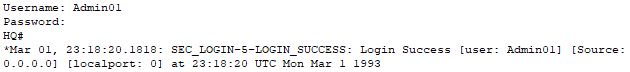 Username: Admin01
Password:
HQ#
*Mar 01, 23:18:20.1818: SEC_LOGIN-5-LOGIN_SUCCESS: Login Success [user: Admin01] [Source:
0.0.0.0] [localport: 0] at 23:18:20 UTC Mon Mar 1 1993